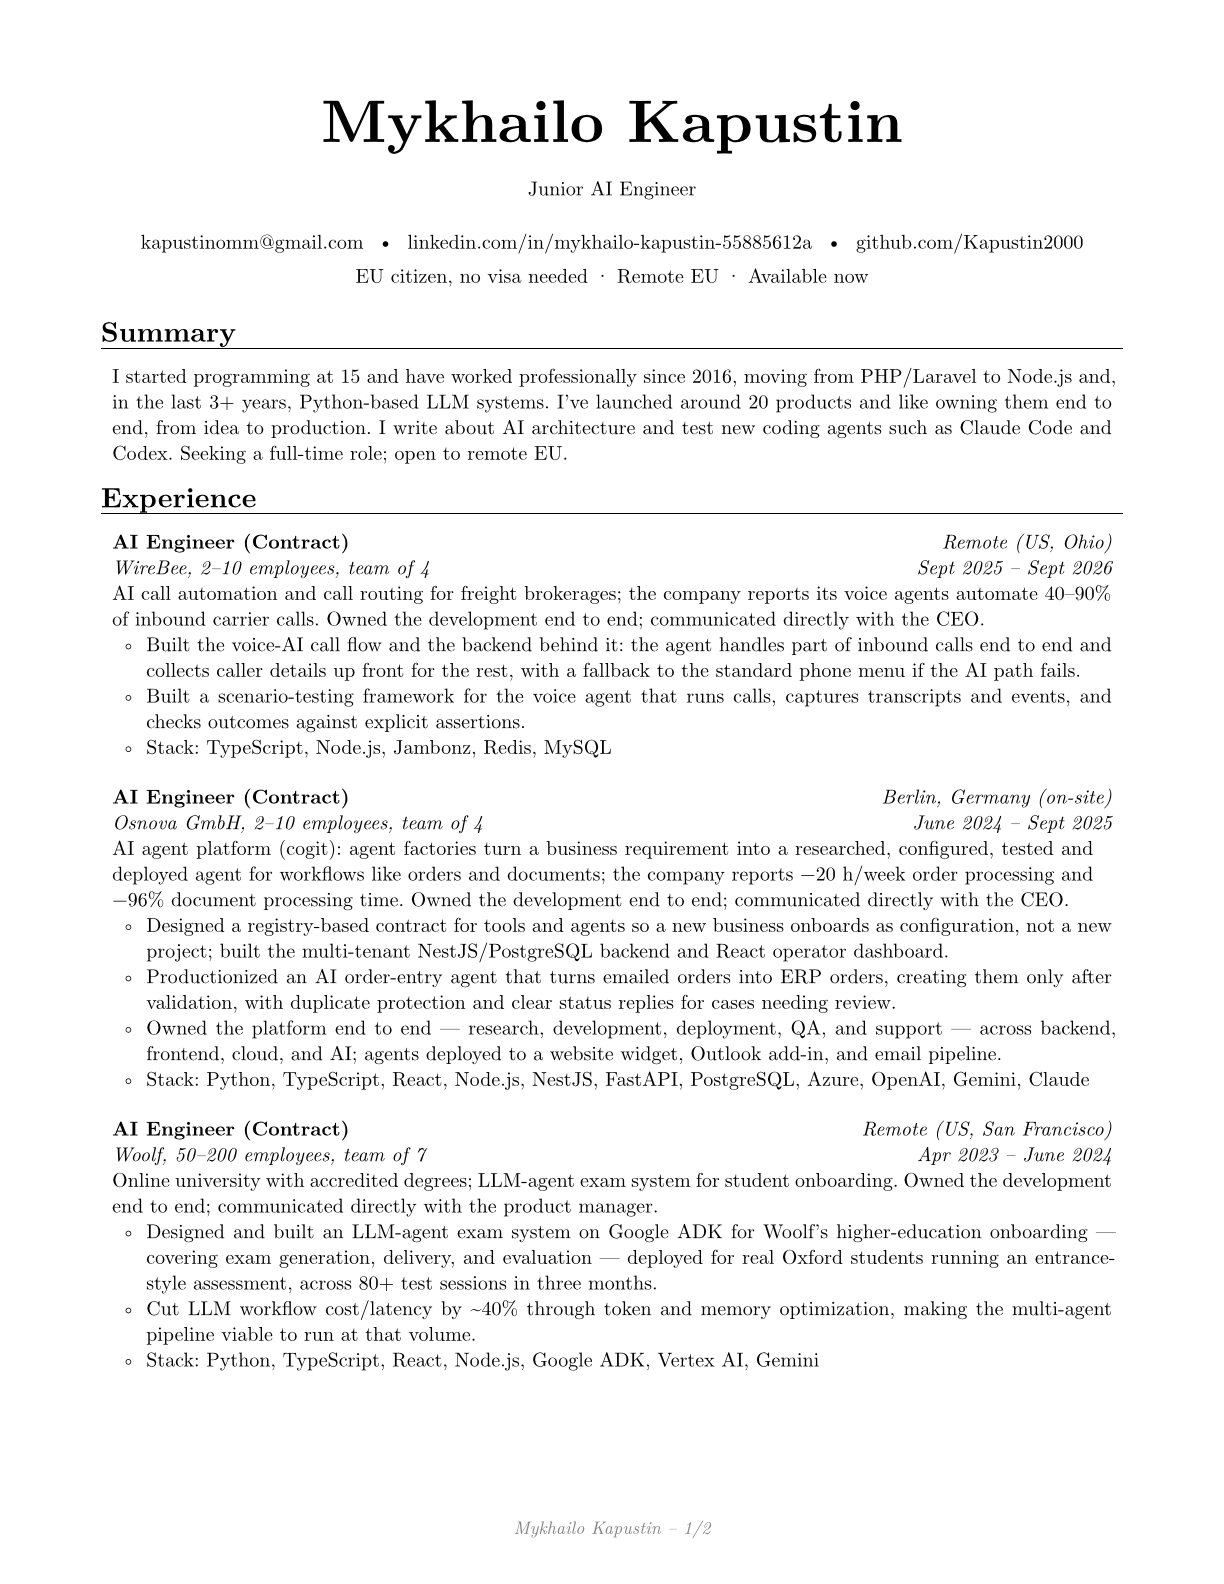 Mykhailo Kapustin
Junior AI Engineer
kapustinomm@gmail.com • linkedin.com/in/mykhailo-kapustin-55885612a • github.com/Kapustin2000
EU citizen, no visa needed · Remote EU · Available now
Summary
I started programming at 15 and have worked professionally since 2016, moving from PHP/Laravel to Node.js and,
in the last 3+ years, Python-based LLM systems. I've launched around 20 products and like owning them end to
end, from idea to production. I write about AI architecture and test new coding agents such as Claude Code and
Codex. Seeking a full-time role; open to remote EU.
Experience
AI Engineer (Contract) Remote (US, Ohio)
WireBee, 2–10 employees, team of 4 Sept 2025 – Sept 2026
AI call automation and call routing for freight brokerages; the company reports its voice agents automate 40–90%
of inbound carrier calls. Owned the development end to end; communicated directly with the CEO.
◦ Built the voice-AI call flow and the backend behind it: the agent handles part of inbound calls end to end and
collects caller details up front for the rest, with a fallback to the standard phone menu if the AI path fails.
◦ Built a scenario-testing framework for the voice agent that runs calls, captures transcripts and events, and
checks outcomes against explicit assertions.
◦ Stack: TypeScript, Node.js, Jambonz, Redis, MySQL
AI Engineer (Contract) Berlin, Germany (on-site)
Osnova GmbH, 2–10 employees, team of 4 June 2024 – Sept 2025
AI agent platform (cogit): agent factories turn a business requirement into a researched, configured, tested and
deployed agent for workflows like orders and documents; the company reports −20 h/week order processing and
−96% document processing time. Owned the development end to end; communicated directly with the CEO.
◦ Designed a registry-based contract for tools and agents so a new business onboards as configuration, not a new
project; built the multi-tenant NestJS/PostgreSQL backend and React operator dashboard.
◦ Productionized an AI order-entry agent that turns emailed orders into ERP orders, creating them only after
validation, with duplicate protection and clear status replies for cases needing review.
◦ Owned the platform end to end — research, development, deployment, QA, and support — across backend,
frontend, cloud, and AI; agents deployed to a website widget, Outlook add-in, and email pipeline.
◦ Stack: Python, TypeScript, React, Node.js, NestJS, FastAPI, PostgreSQL, Azure, OpenAI, Gemini, Claude
AI Engineer (Contract) Remote (US, San Francisco)
Woolf, 50–200 employees, team of 7 Apr 2023 – June 2024
Online university with accredited degrees; LLM-agent exam system for student onboarding. Owned the development
end to end; communicated directly with the product manager.
◦ Designed and built an LLM-agent exam system on Google ADK for Woolf's higher-education onboarding —
covering exam generation, delivery, and evaluation — deployed for real Oxford students running an entrance-
style assessment, across 80+ test sessions in three months.
◦ Cut LLM workflow cost/latency by ~40% through token and memory optimization, making the multi-agent
pipeline viable to run at that volume.
◦ Stack: Python, TypeScript, React, Node.js, Google ADK, Vertex AI, Gemini
Mykhailo Kapustin – 1/2